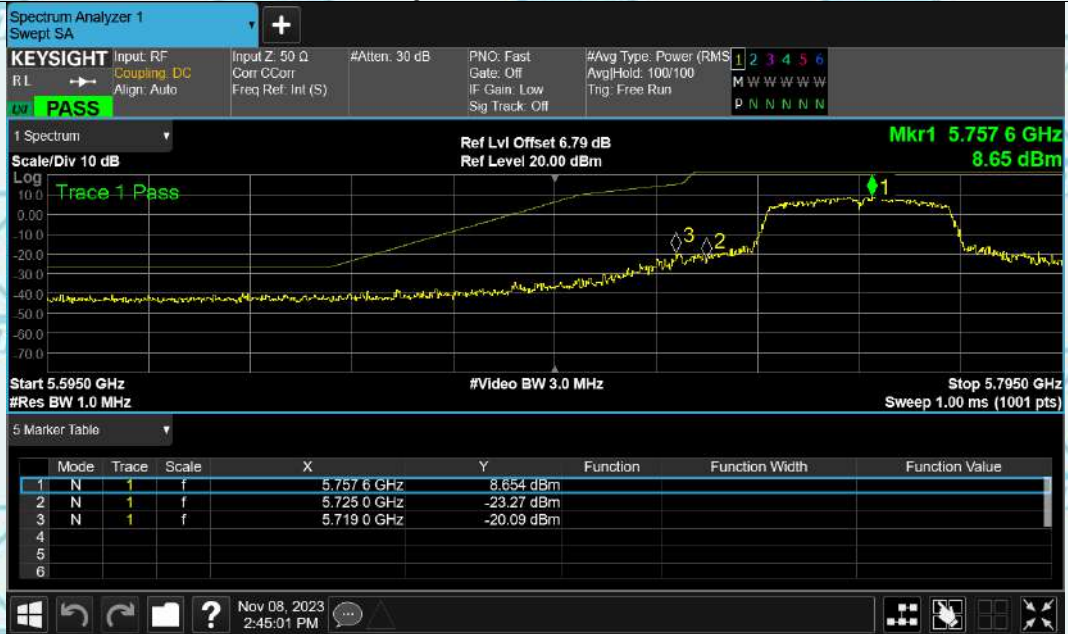 Spectrum Analyzer 1
Swept SA
+
KEYSIGHT Input: RF Input Z: 50 Ω #Atten: 30 dB PNO: Fast #Avg Type: Power (RMS 1 2 3 4 5 6
RL Coupling: DC Corr CCorr Gate: Off Avg|Hold: 100/100 M W W W W W
Align: Auto Freq Ref: Int (S) IF Gain: Low Trig: Free Run
PASS Sig Track: Off P N N N N N
1 Spectrum Ref Lvl Offset 6.79 dB Mkr1 5.757 6 GHz
Scale/Div 10 dB Ref Level 20.00 dBm 8.65 dBm
Log
Trace 1 Pass
10.0
0.00
-10.0
-20.0
-30.0
-40.0
-50.0
-60.0
-70.0
1
3
2
Start 5.5950 GHz #Video BW 3.0 MHz Stop 5.7950 GHz
#Res BW 1.0 MHz Sweep 1.00 ms (1001 pts)
5 Marker Table
Mode Trace Scale X Y Function Function Width Function Value
1 N 1 f 5.757 6 GHz 8.654 dBm
2 N 1 f 5.725 0 GHz -23.27 dBm
3 N 1 f 5.719 0 GHz -20.09 dBm
4
5
6
? Nov 08, 2023
2:45:01 PM